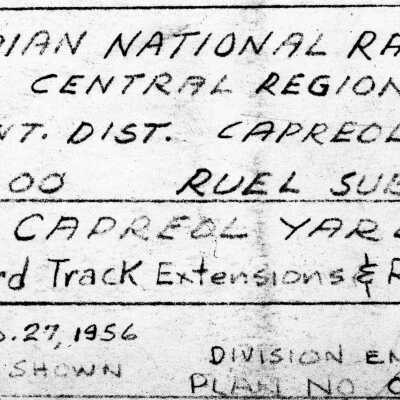 DIAN NATIONAL RA
CENTRAL REGION
NT. DIST. CAPREOL
00 RUEL SUB
CAPREOL YARD
rd Track Extensions & R
. 27, 1956
SHOWN DIVISION EN
PLAN NO